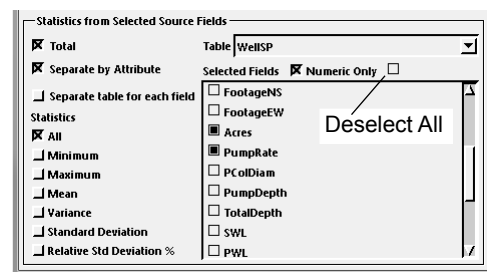 Statistics from Selected Source Fields
Total
Table WellSP
Separate by Attribute
Selected Fields Numeric Only
Separate table for each field
Statistics
All
Minimum
Maximum
Mean
Variance
Standard Deviation
Relative Std Deviation %
FootageNS
FootageEW
Acres
PumpRate
PColDiam
PumpDepth
TotalDepth
SWL
PWL
Deselect All